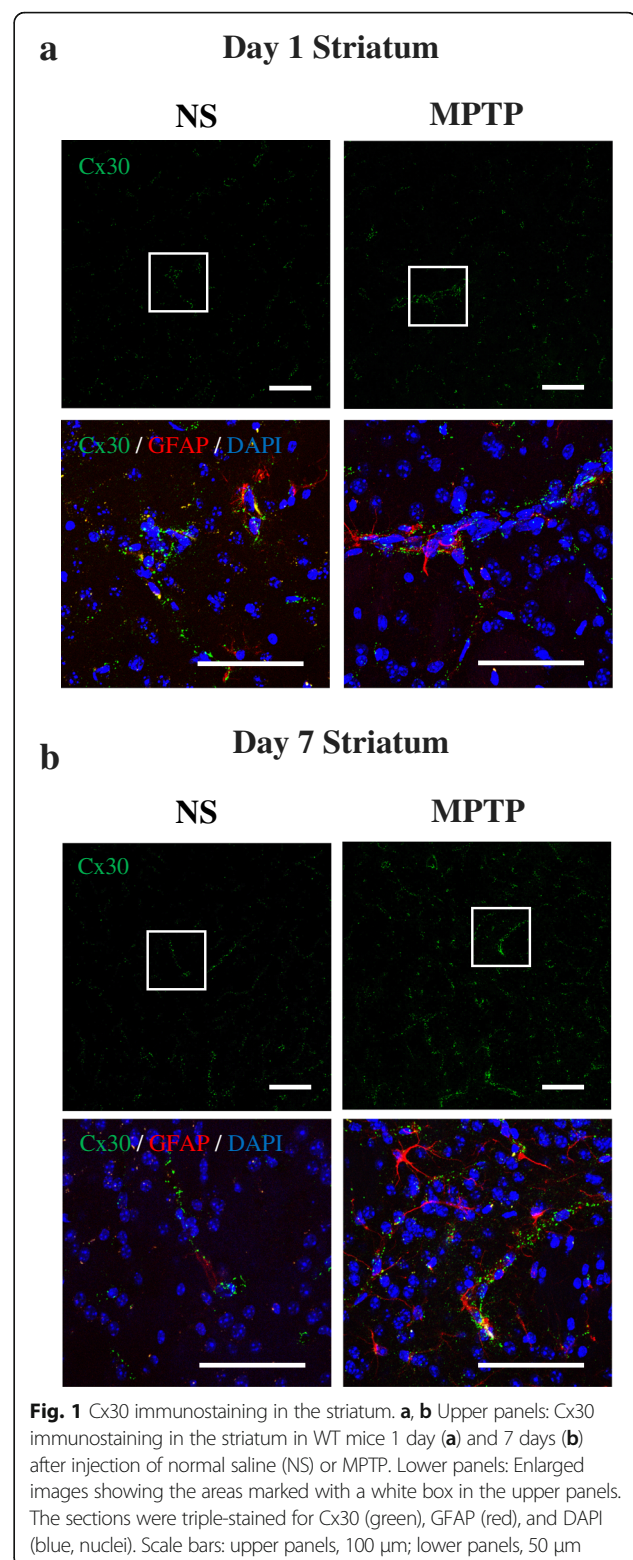 a
Day 1 Striatum
NS
MPTP
Cx30
Cx30 / GFAP / DAPI
b
Day 7 Striatum
NS
MPTP
Cx30
Cx30 / GFAP / DAPI
Fig. 1 Cx30 immunostaining in the striatum. a, b Upper panels: Cx30
immunostaining in the striatum in WT mice 1 day (a) and 7 days (b)
after injection of normal saline (NS) or MPTP. Lower panels: Enlarged
images showing the areas marked with a white box in the upper panels.
The sections were triple-stained for Cx30 (green), GFAP (red), and DAPI
(blue, nuclei). Scale bars: upper panels, 100 μm; lower panels, 50 μm